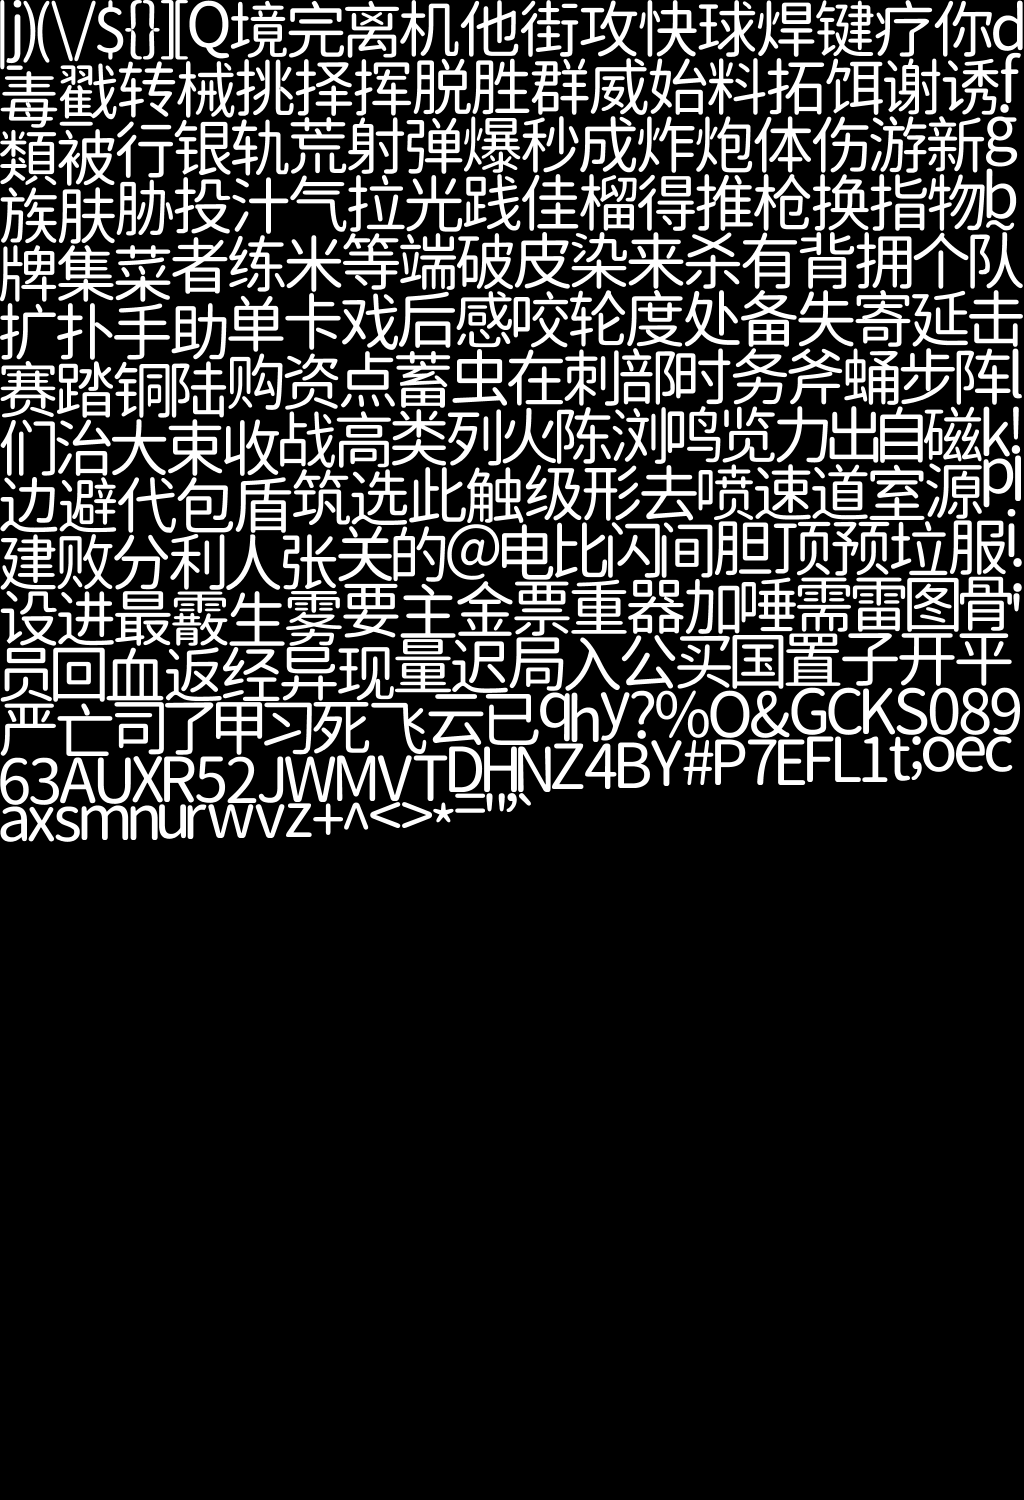 |j)(\/${}][Q境完离机他街攻快球焊键疗你d
毒戳转械挑择挥脱胜群威始料拓饵谢诱f
類被行银轨荒射弹爆秒成炸炮体伤游新g
族肤胁投汁气拉光践佳榴得推枪换指物b
牌集菜者练米等端破皮染来杀有背拥个队~
扩扑手助单卡戏后感咬轮度处备失寄延击
赛踏铜陆购资点蓄虫在刺部时务斧蛹步阵l
们治大束收战高类列火陈浏鸣览力出自磁k!
边避代包盾筑选此触级形去喷速道室源pi
建败分利人张关的@电比闪间胆顶预垃服i:
设进最霰生雾要主金票重器加唾需雷图骨;
员回血返经异现量迟局入公买国置子开平
严亡司了甲习死飞云已qhy?%O&GCKS089
63AUXR52JWMVTDHNZ4BY#P7EFL1t;oec
axsmnurwvz+^<>*="',`